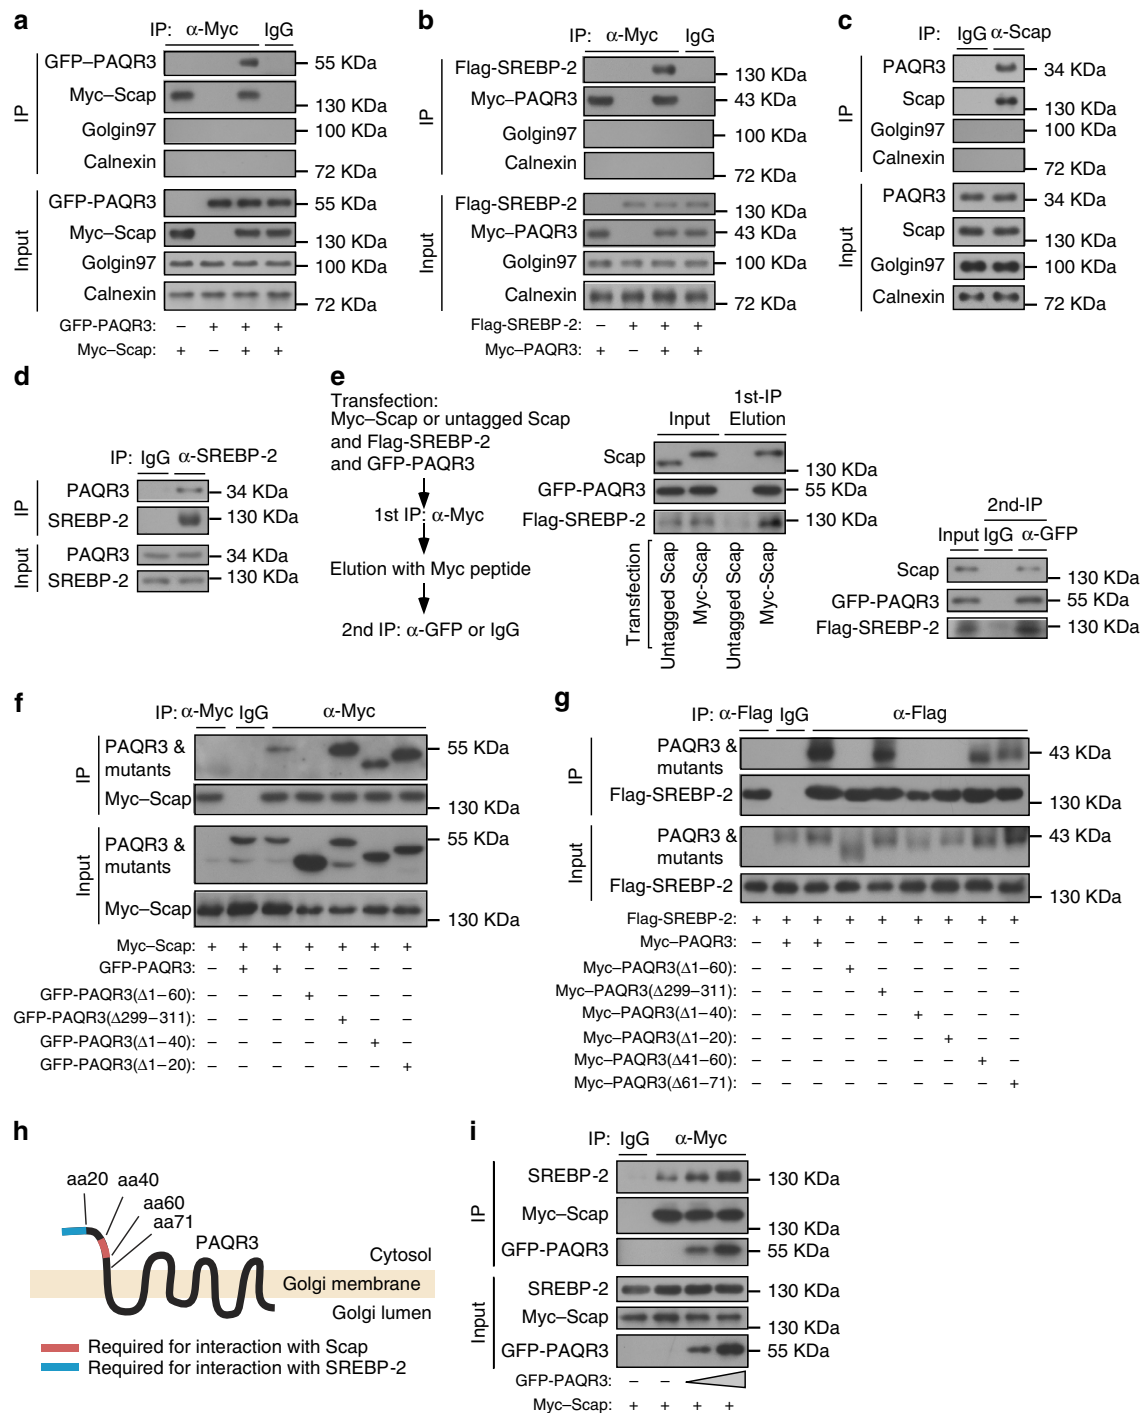 a
IP: α-Myc IgG
IP
GFP–PAQR3 55 KDa
Myc–Scap 130 KDa
Golgin97 100 KDa
Calnexin 72 KDa
Input
GFP-PAQR3 55 KDa
Myc–Scap 130 KDa
Golgin97 100 KDa
Calnexin 72 KDa
GFP-PAQR3: – + + +
Myc–Scap: + – + +
b
IP: α-Myc IgG
IP
Flag-SREBP-2 130 KDa
Myc–PAQR3 43 KDa
Golgin97 100 KDa
Calnexin 72 KDa
Input
Flag-SREBP-2 130 KDa
Myc–PAQR3 43 KDa
Golgin97 100 KDa
Calnexin 72 KDa
Flag-SREBP-2: – + + +
Myc–PAQR3: + – + +
c
IP: IgG α-Scap
IP
PAQR3 34 KDa
Scap 130 KDa
Golgin97 100 KDa
Calnexin 72 KDa
Input
PAQR3 34 KDa
Scap 130 KDa
Golgin97 100 KDa
Calnexin 72 KDa
d
IP: IgG α-SREBP-2
IP
PAQR3 34 KDa
SREBP-2 130 KDa
Input
PAQR3 34 KDa
SREBP-2 130 KDa
e
Transfection:
Myc–Scap or untagged Scap
and Flag-SREBP-2
and GFP-PAQR3
1st IP: α-Myc
Elution with Myc peptide
2nd IP: α-GFP or IgG
1st-IP
Input Elution
Scap 130 KDa
GFP-PAQR3 55 KDa
Flag-SREBP-2 130 KDa
Transfection
Untagged Scap
Myc-Scap
Untagged Scap
Myc-Scap
2nd-IP
Input IgG α-GFP
Scap 130 KDa
GFP-PAQR3 55 KDa
Flag-SREBP-2 130 KDa
f
IP: α-Myc IgG α-Myc
IP
PAQR3 & 55 KDa
mutants
Myc–Scap 130 KDa
Input
PAQR3 & 55 KDa
mutants
Myc–Scap 130 KDa
Myc–Scap: + + + + + + +
GFP-PAQR3: – + + – – – –
GFP-PAQR3(Δ1–60): – – – + – – –
GFP-PAQR3(Δ299–311): – – – – + – –
GFP-PAQR3(Δ1–40): – – – – – + –
GFP-PAQR3(Δ1–20): – – – – – – +
g
IP: α-Flag IgG α-Flag
IP
PAQR3 & 43 KDa
mutants
Flag-SREBP-2 130 KDa
Input
PAQR3 & 43 KDa
mutants
Flag-SREBP-2 130 KDa
Flag-SREBP-2: + + + + + + + + +
Myc–PAQR3: – + + – – – – – –
Myc–PAQR3(Δ1–60): – – – + – – – – –
Myc–PAQR3(Δ299–311): – – – – + – – – –
Myc–PAQR3(Δ1–40): – – – – – + – – –
Myc–PAQR3(Δ1–20): – – – – – – + – –
Myc–PAQR3(Δ41–60): – – – – – – – + –
Myc–PAQR3(Δ61–71): – – – – – – – – +
h
aa20 aa40
aa60
aa71
PAQR3
Cytosol
Golgi membrane
Golgi lumen
Required for interaction with Scap
Required for interaction with SREBP-2
i
IP: IgG α-Myc
IP
SREBP-2 130 KDa
Myc–Scap 130 KDa
GFP-PAQR3 55 KDa
Input
SREBP-2 130 KDa
Myc–Scap 130 KDa
GFP-PAQR3 55 KDa
GFP-PAQR3: – –
Myc–Scap: + + + +